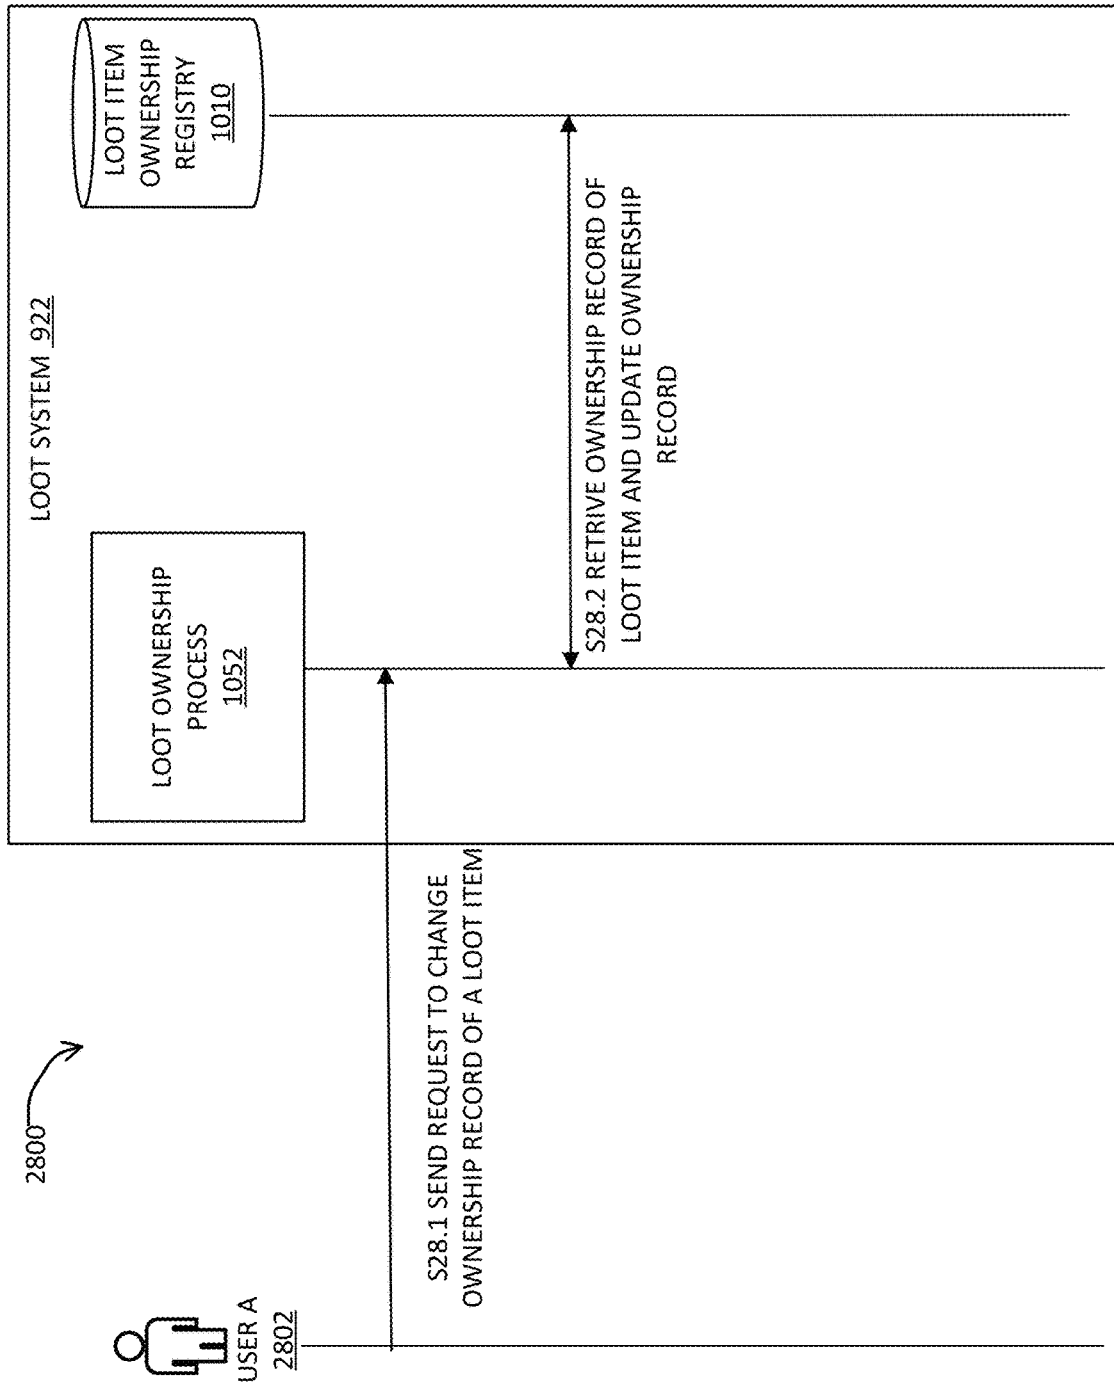 2800
LOOT SYSTEM 922
USER A
2802
LOOT OWNERSHIP
PROCESS
1052
LOOT ITEM
OWNERSHIP
REGISTRY
1010
S28.1 SEND REQUEST TO CHANGE
OWNERSHIP RECORD OF A LOOT ITEM
S28.2 RETRIVE OWNERSHIP RECORD OF
LOOT ITEM AND UPDATE OWNERSHIP
RECORD